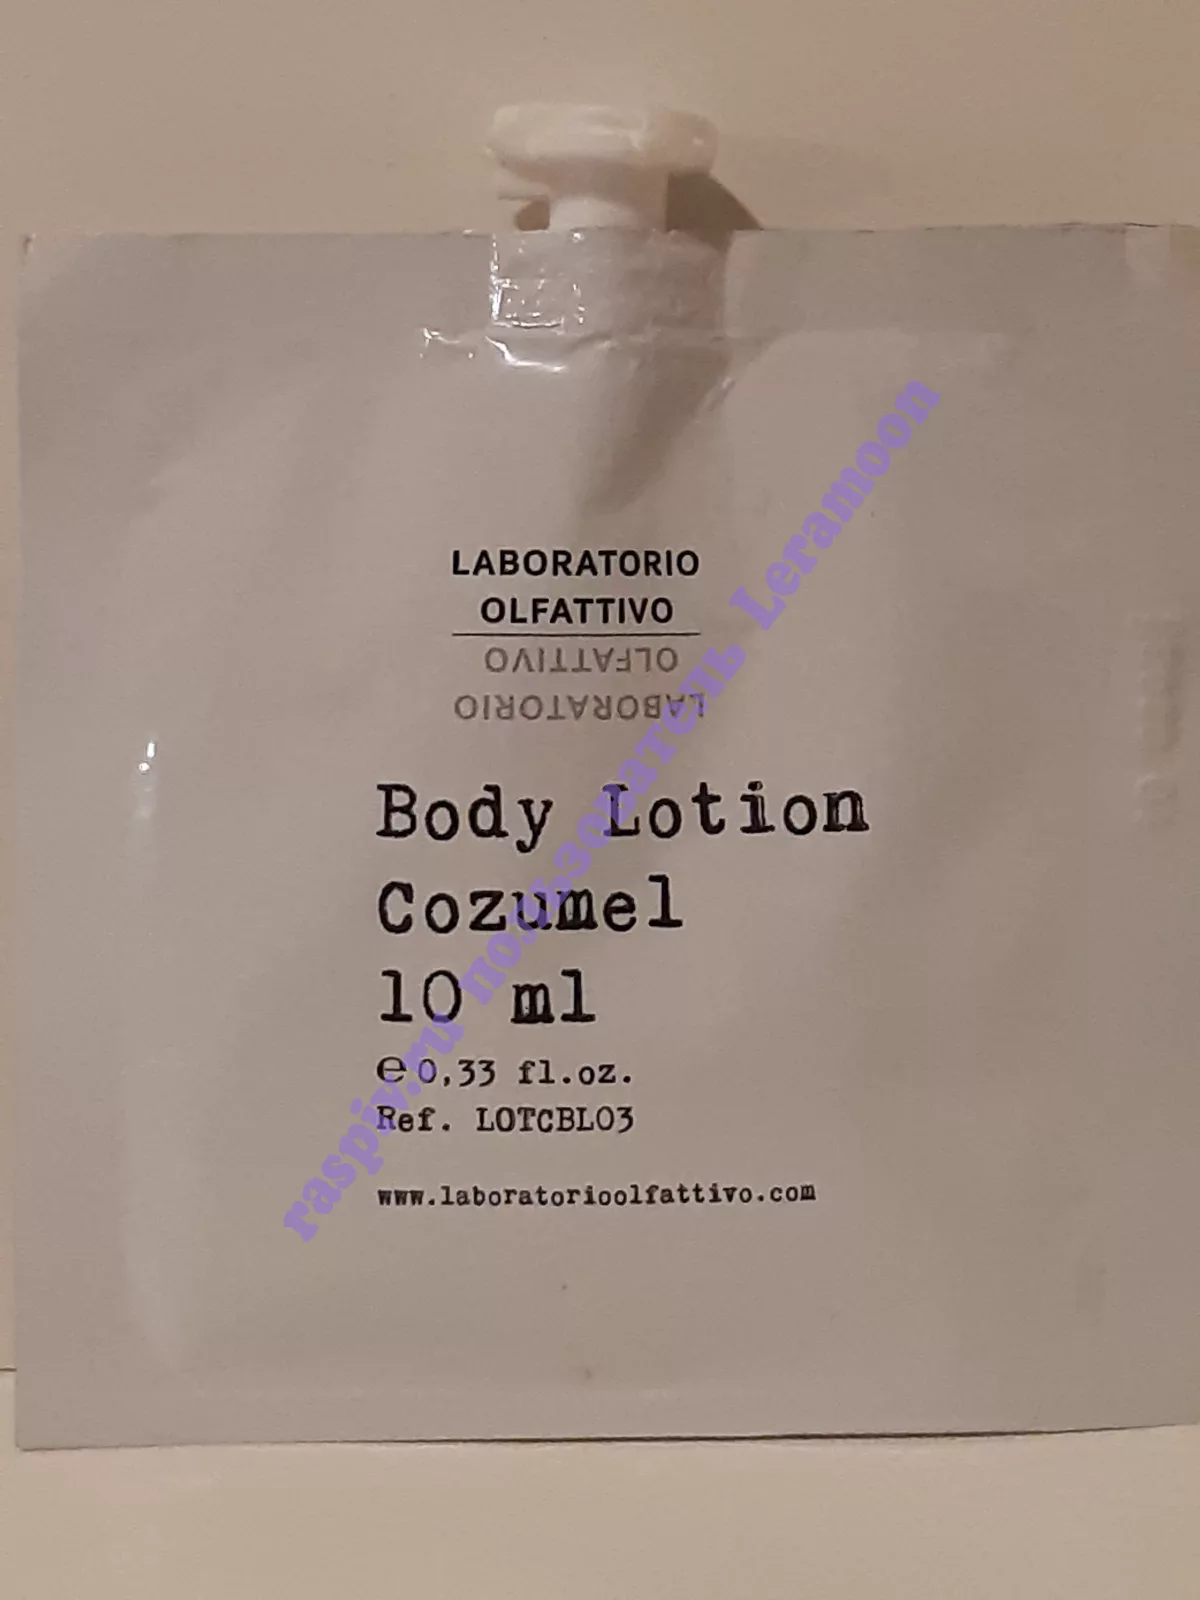 LABORATORIO
OLFATTIVO
OLFATTIVO
LABORATORIO
Body Lotion
Cozumel
10 ml
℮ 0,33 fl.oz.
Ref. LOTCBL03
www.laboratorioolfattivo.com
raspiv.ru пользователь Leramoon